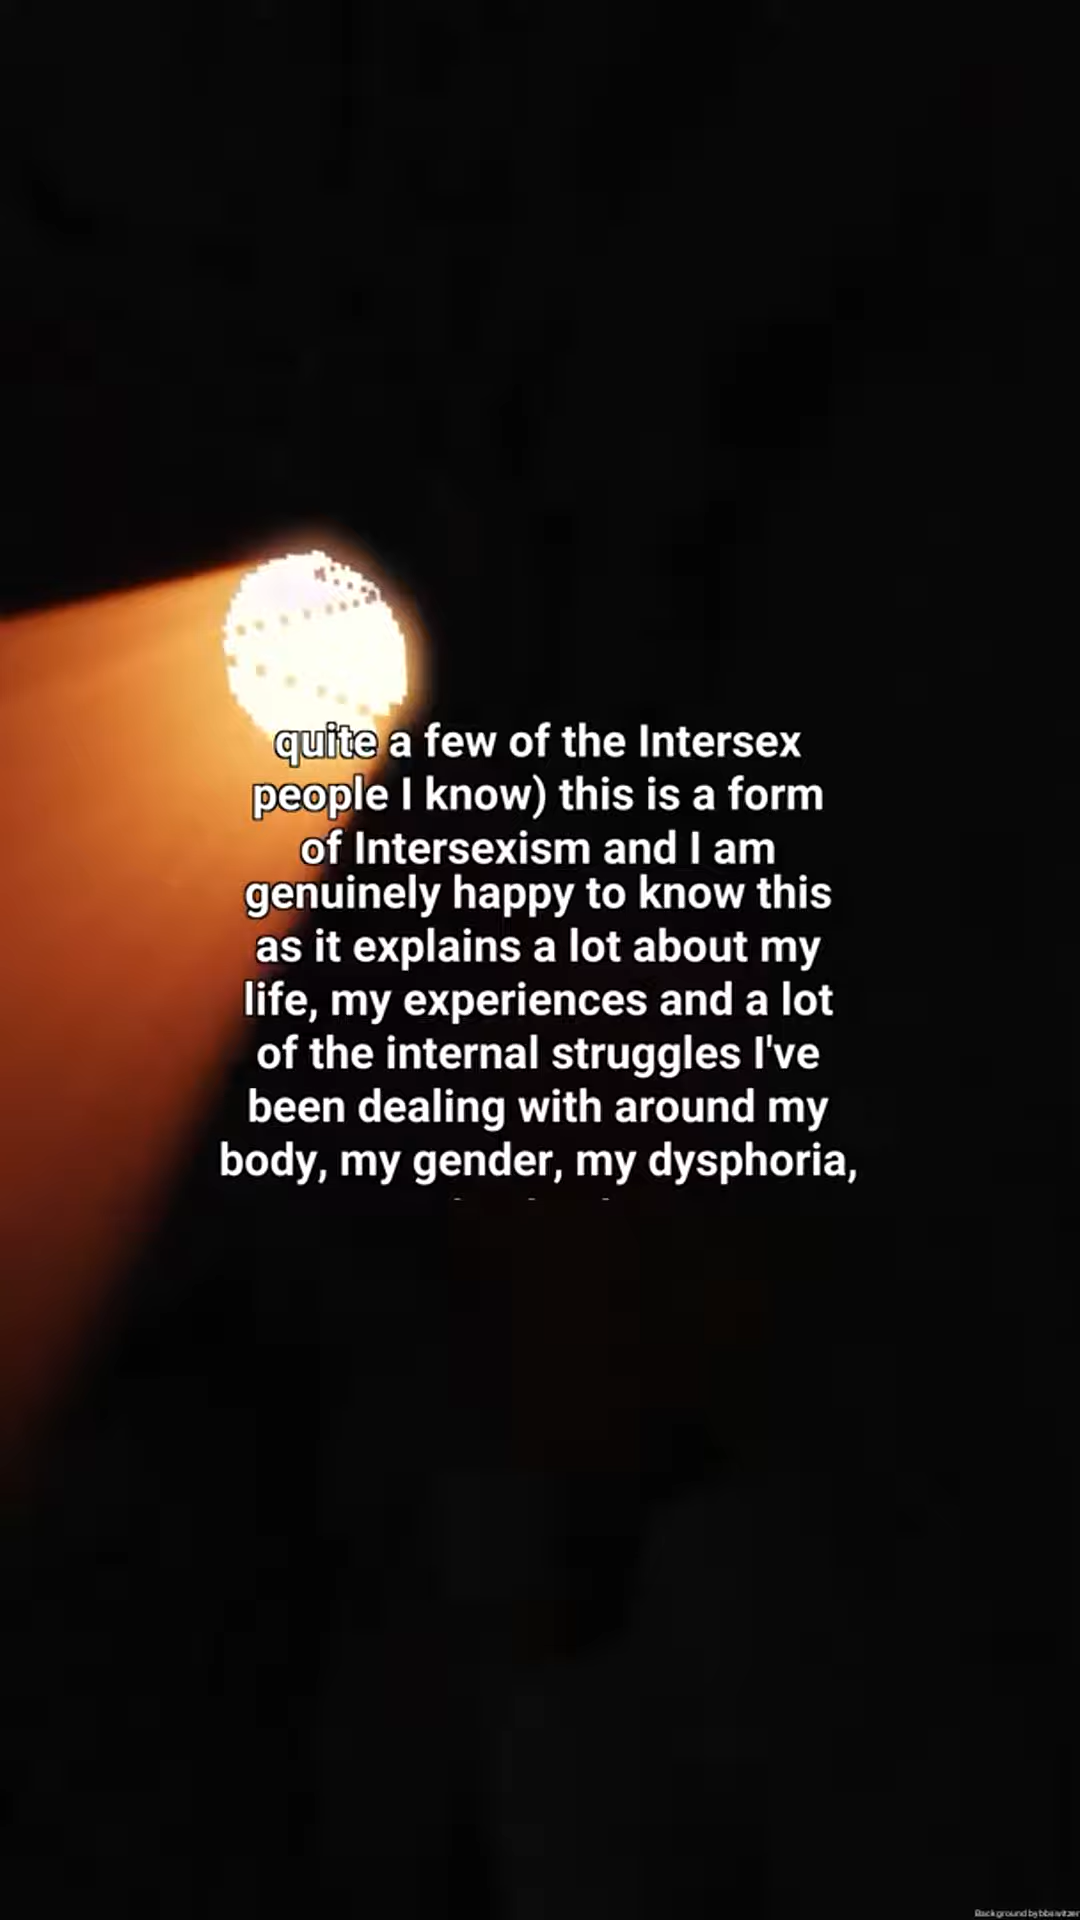 quite a few of the Intersex
people I know) this is a form
of Intersexism and I am
genuinely happy to know this
as it explains a lot about my
life, my experiences and a lot
of the internal struggles I've
been dealing with around my
body, my gender, my dysphoria,
Background by